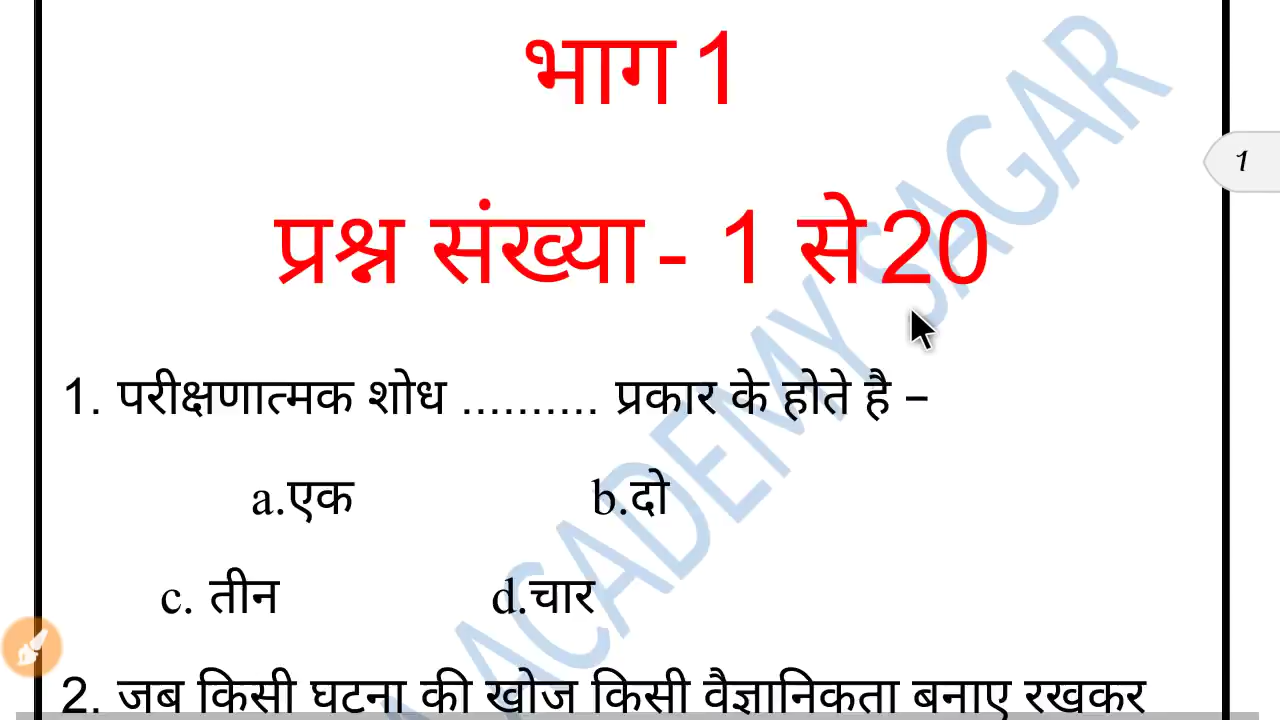 भाग 1
प्रश्न संख्या - 1 से 20
1
1. परीक्षणात्मक शोध .......... प्रकार के होते है –
a.एक b.दो
c. तीन d.चार
2. जब किसी घटना की खोज किसी वैज्ञानिकता बनाए रखकर
ACADEMY SAGAR